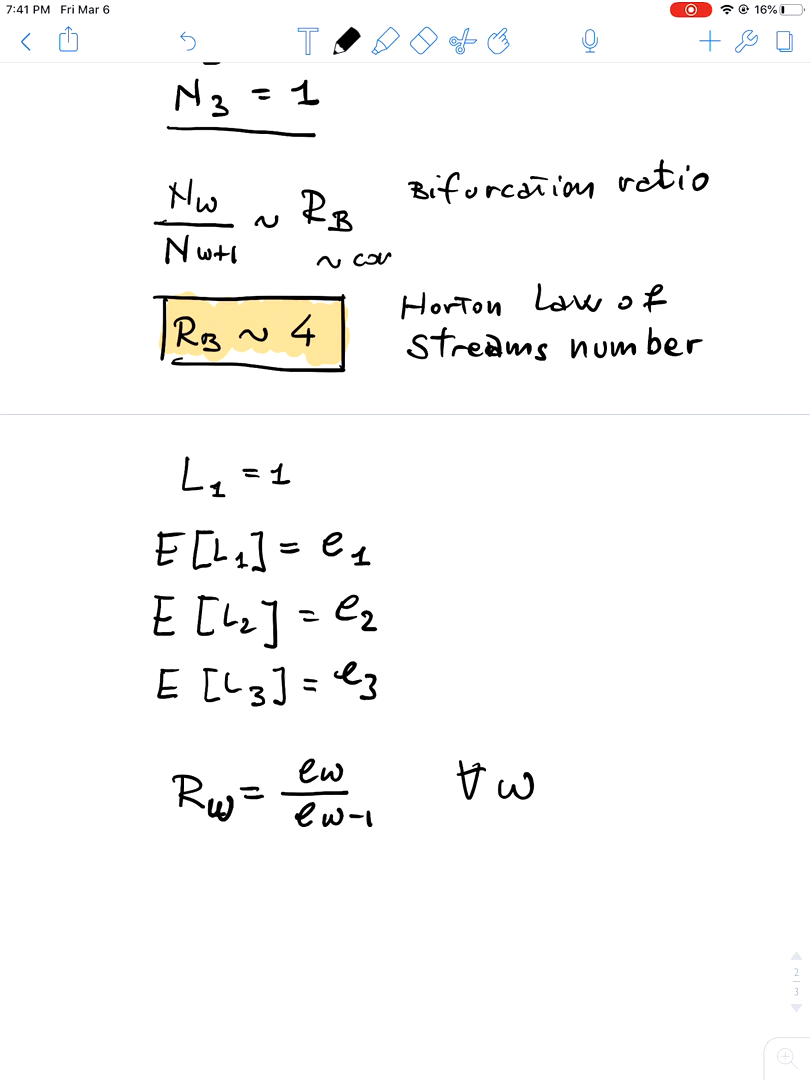 7:41 PM Fri Mar 6 16%
N3 = 1
Nω / Nω+1 ~ RB Bifurcation ratio
RB ~ 4 Horton Law of
Streams number
L1 = 1
E[L1] = e1
E[L2] = e2
E[L3] = e3
Rω = eω / eω-1 ∀ ω
2
3